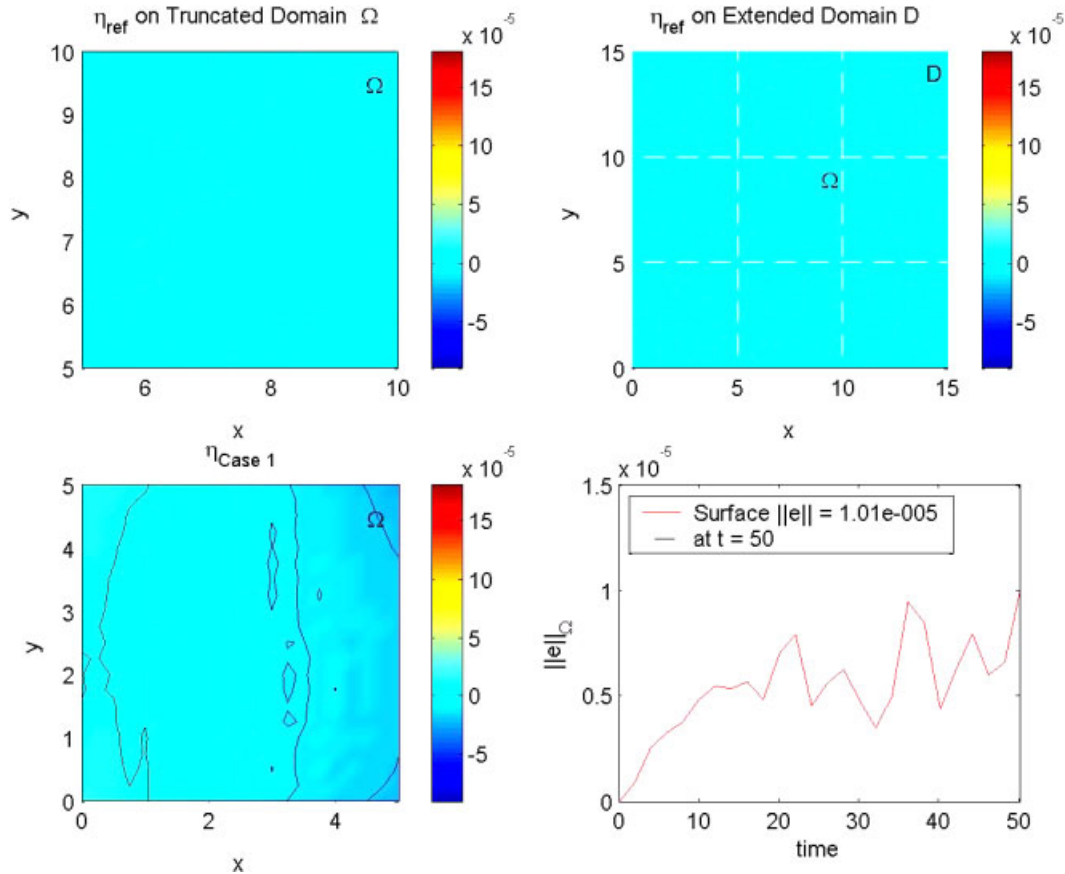 η_ref on Truncated Domain Ω
x 10^-5
10
9
8
7
6
5
y
Ω
6
8
10
x
15
10
5
0
-5
η_ref on Extended Domain D
x 10^-5
15
10
5
0
y
D
Ω
0
5
10
15
x
15
10
5
0
-5
η_Case 1
x 10^-5
5
4
3
2
1
0
y
Ω
0
2
4
x
15
10
5
0
-5
x 10^-5
1.5
1
0.5
0
||e||_Ω
Surface ||e|| = 1.01e-005
at t = 50
0
10
20
30
40
50
time